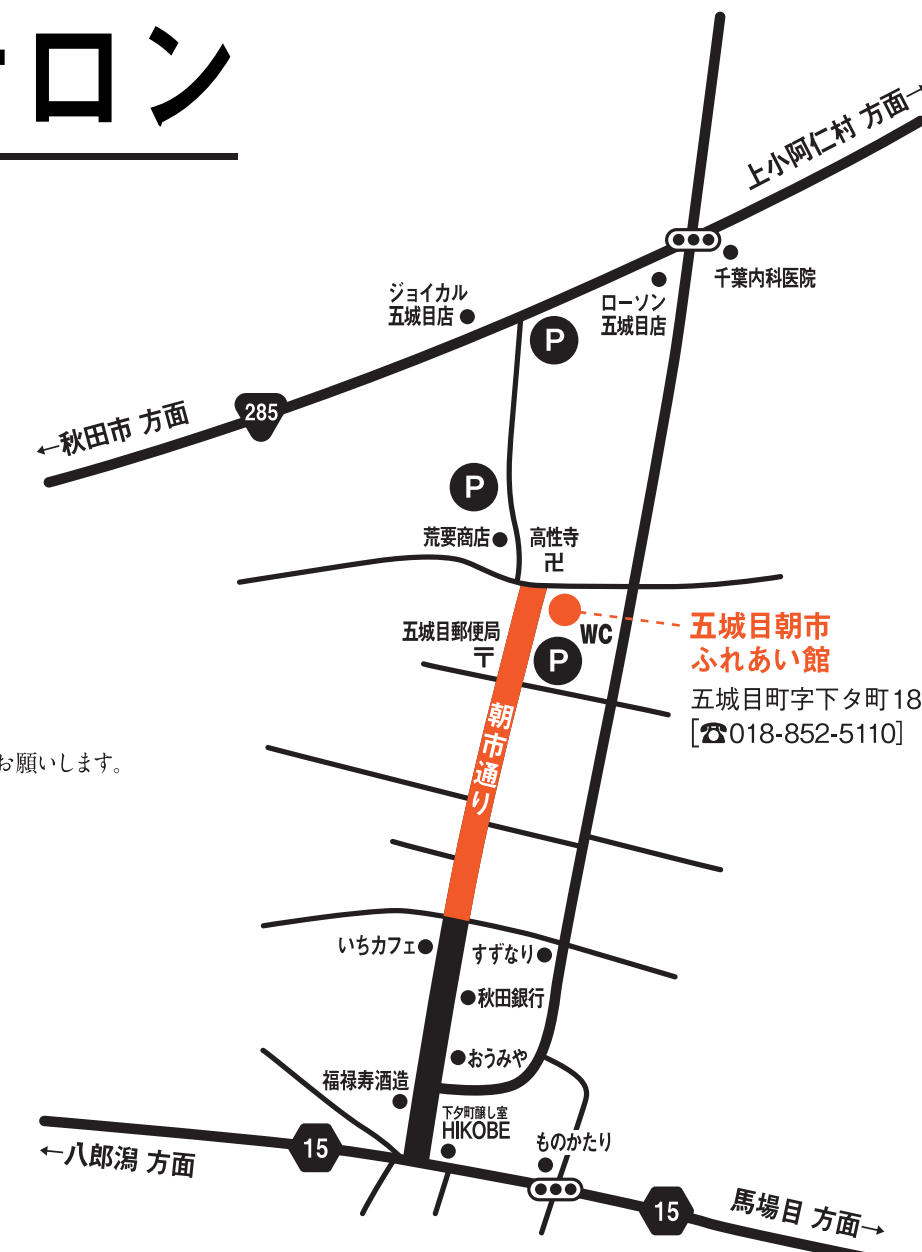 ロン
上小阿仁村 方面→
千葉内科医院
ジョイカル
五城目店
ローソン
五城目店
P
285
←秋田市 方面
P
荒要商店
高性寺
卍
五城目郵便局
〒
WC
P
五城目朝市
ふれあい館
五城目町字下タ町18
[☎018-852-5110]
朝市通り
お願いします。
いちカフェ
すずなり
秋田銀行
おうみや
福禄寿酒造
下タ町醸し室
HIKOBE
ものかたり
15
←八郎潟 方面
15
馬場目 方面→